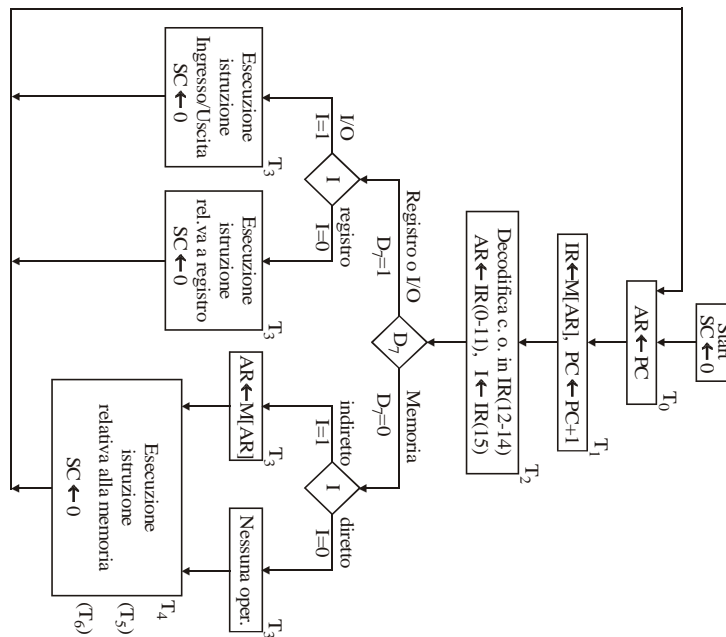 Start
SC←0
AR←PC
T0
IR←M[AR], PC←PC+1
T1
Decodifica c. o. in IR(12-14)
AR←IR(0-11), I←IR(15)
T2
D7
Registro o I/O
D7=1
Memoria
D7=0
I
I/O
I=1
registro
I=0
I
indiretto
I=1
diretto
I=0
Esecuzione
istruzione
Ingresso/Uscita
SC←0
T3
Esecuzione
istruzione
rel.va a registro
SC←0
T3
AR←M[AR]
T3
Nessuna oper.
T3
Esecuzione
istruzione
relativa alla memoria
SC←0
T4
(T5)
(T6)